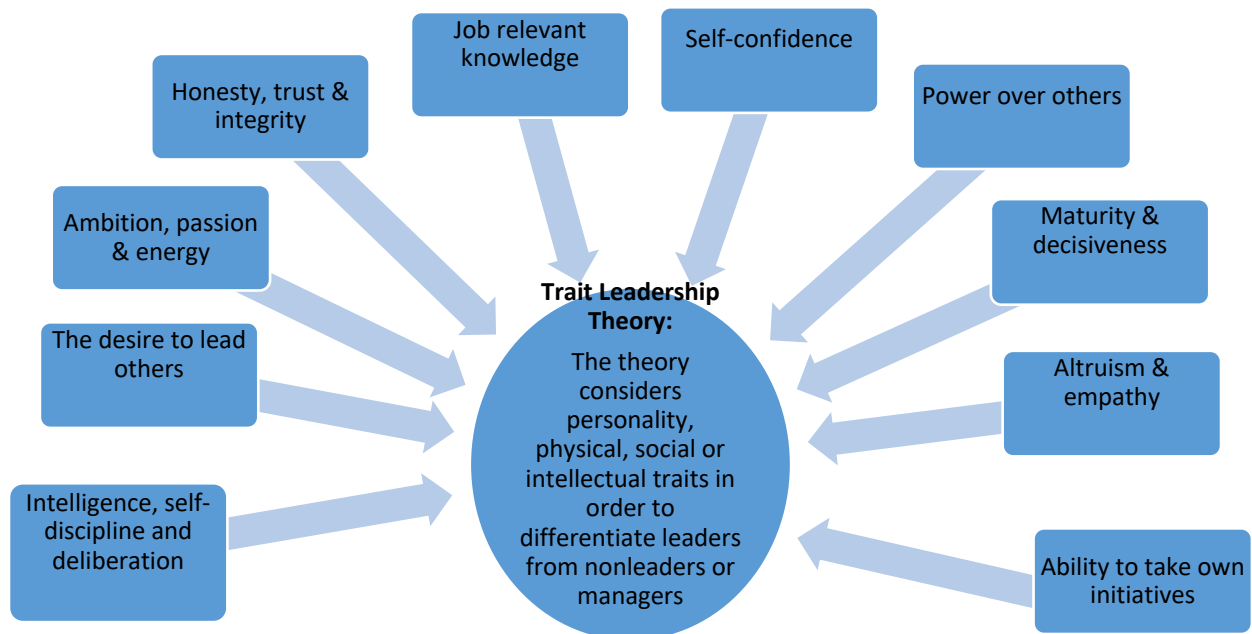 Job relevant
knowledge
Self-confidence
Honesty, trust &
integrity
Power over others
Ambition, passion
& energy
Maturity &
decisiveness
The desire to lead
others
Altruism &
empathy
Intelligence, self-
discipline and
deliberation
Ability to take own
initiatives
Trait Leadership
Theory:
The theory
considers
personality,
physical, social or
intellectual traits in
order to
differentiate leaders
from nonleaders or
managers